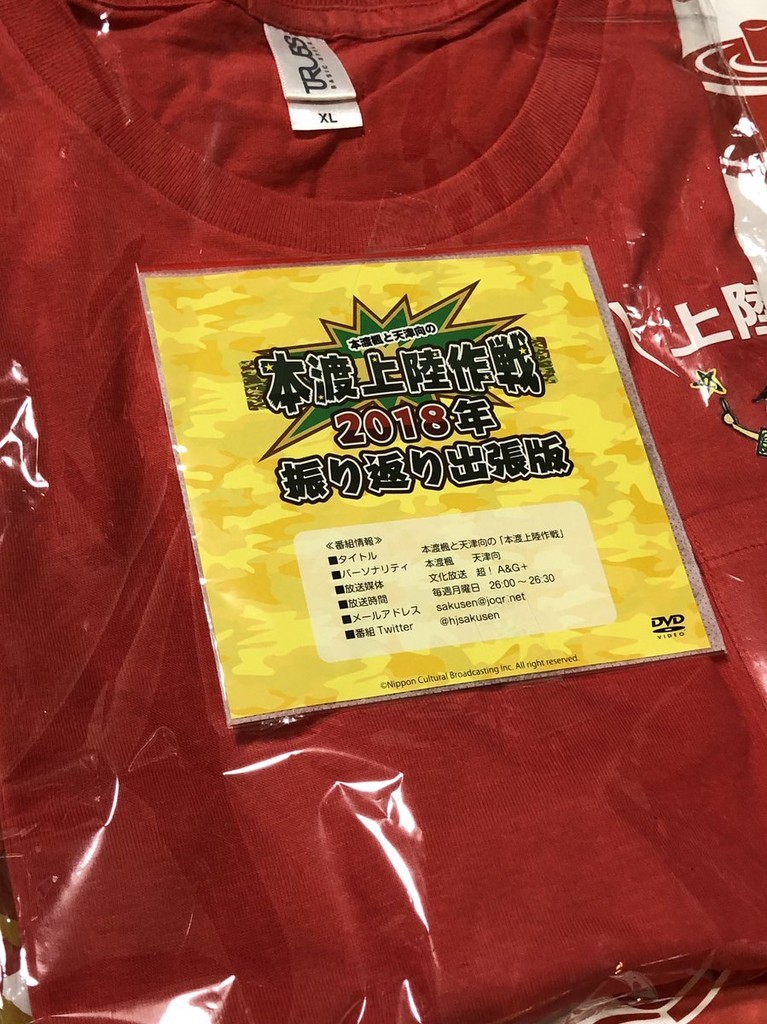 TRUSS
XL
上陸
本渡楓と天津向の
本渡上陸作戦
2018年
振り返り出張版
≪番組情報≫
■タイトル 本渡楓と天津向の「本渡上陸作戦」
■パーソナリティ 本渡楓 天津向
■放送媒体 文化放送 超！A&G＋
■放送時間 毎週月曜日 26:00～26:30
■メールアドレス sakusen@joqr.net
■番組Twitter @hjsakusen
DVD
VIDEO
©Nippon Cultural Broadcasting Inc. All right reserved.